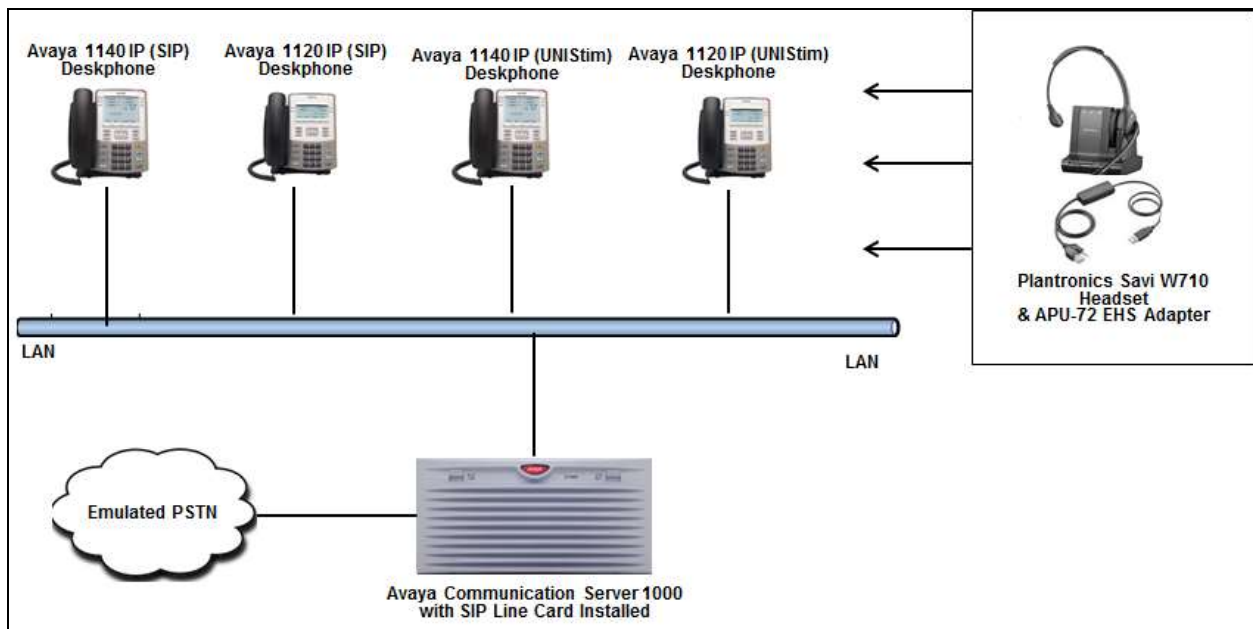 Avaya 1140 IP (SIP)
Deskphone
Avaya 1120 IP (SIP)
Deskphone
Avaya 1140 IP (UNIStim)
Deskphone
Avaya 1120 IP (UNIStim)
Deskphone
Plantronics Savi W710
Headset
& APU-72 EHS Adapter
LAN
LAN
Emulated PSTN
Avaya Communication Server 1000
with SIP Line Card Installed